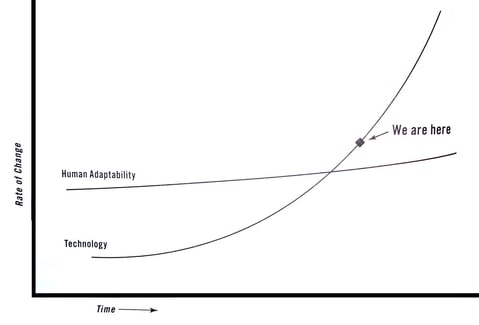 We are here
Human Adaptability
Technology
Rate of Change
Time